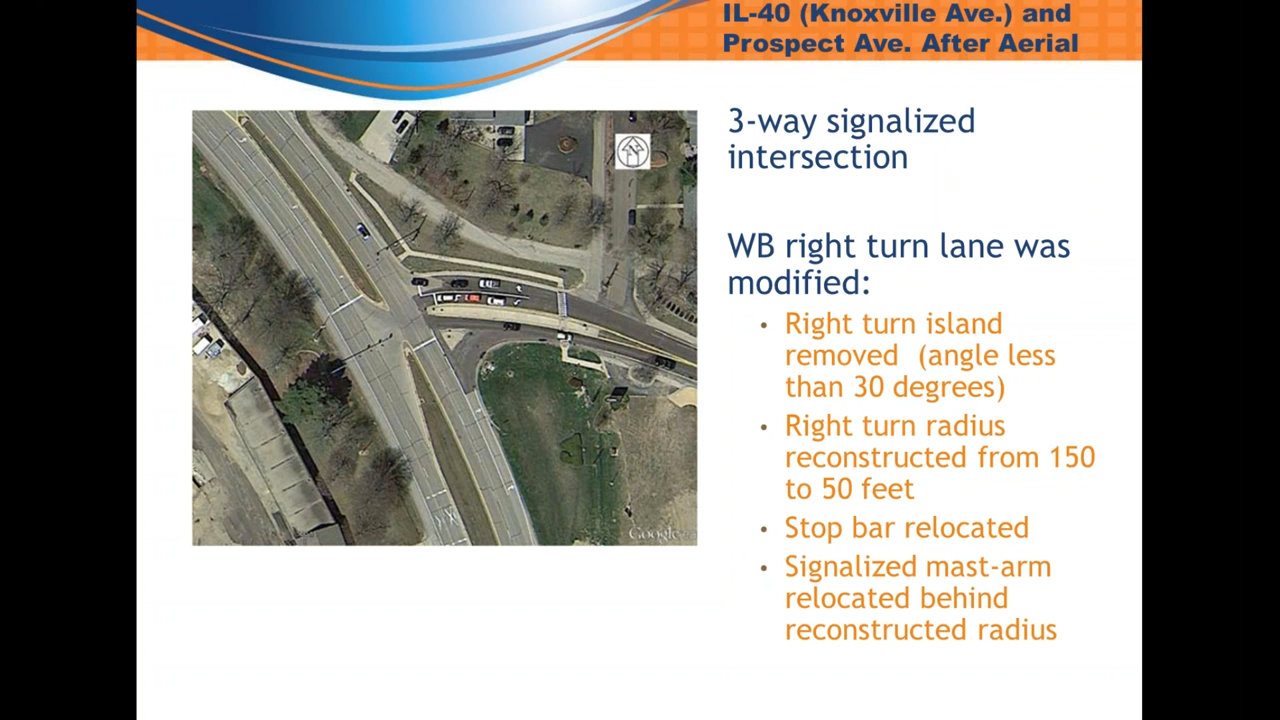 IL-40 (Knoxville Ave.) and
Prospect Ave. After Aerial
3-way signalized
intersection
WB right turn lane was
modified:
• Right turn island
removed (angle less
than 30 degrees)
• Right turn radius
reconstructed from 150
to 50 feet
• Stop bar relocated
• Signalized mast-arm
relocated behind
reconstructed radius
Google